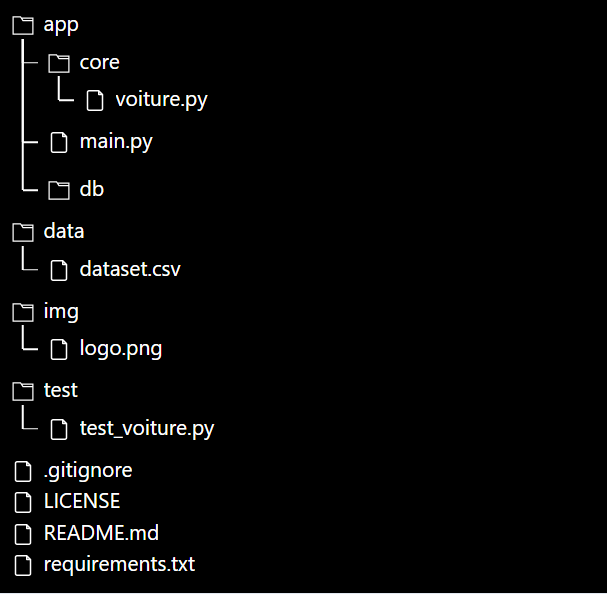 app
core
voiture.py
main.py
db
data
dataset.csv
img
logo.png
test
test_voiture.py
.gitignore
LICENSE
README.md
requirements.txt